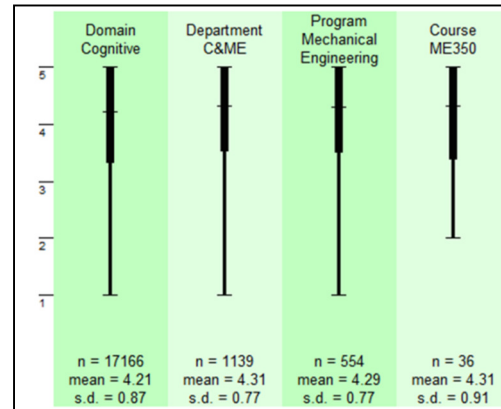 Domain
Cognitive
Department
C&ME
Program
Mechanical
Engineering
Course
ME350
5
4
3
2
1
n = 17166
mean = 4.21
s.d. = 0.87
n = 1139
mean = 4.31
s.d. = 0.77
n = 554
mean = 4.29
s.d. = 0.77
n = 36
mean = 4.31
s.d. = 0.91